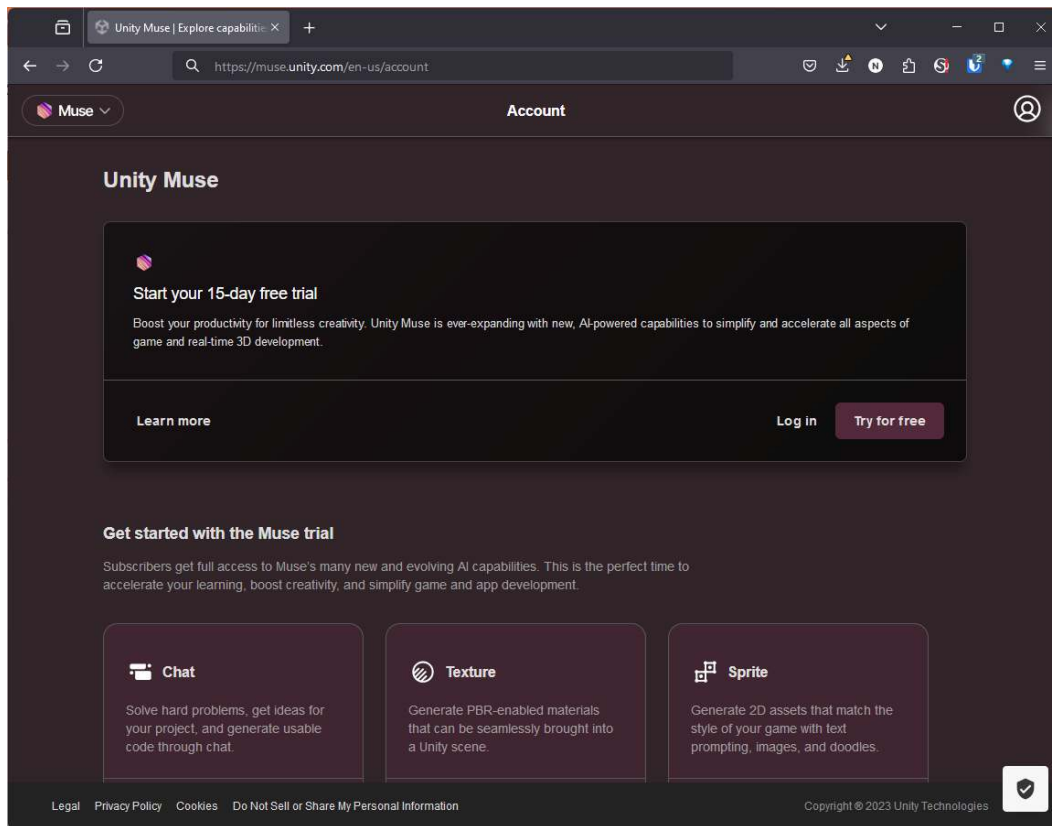 Unity Muse | Explore capabilitie
https://muse.unity.com/en-us/account
N
S
2
Muse
Account
Unity Muse
Start your 15-day free trial
Boost your productivity for limitless creativity. Unity Muse is ever-expanding with new, AI-powered capabilities to simplify and accelerate all aspects of
game and real-time 3D development.
Learn more
Log in
Try for free
Get started with the Muse trial
Subscribers get full access to Muse's many new and evolving AI capabilities. This is the perfect time to
accelerate your learning, boost creativity, and simplify game and app development.
Chat
Solve hard problems, get ideas for
your project, and generate usable
code through chat.
Texture
Generate PBR-enabled materials
that can be seamlessly brought into
a Unity scene.
Sprite
Generate 2D assets that match the
style of your game with text
prompting, images, and doodles.
Legal Privacy Policy Cookies Do Not Sell or Share My Personal Information
Copyright ® 2023 Unity Technologies